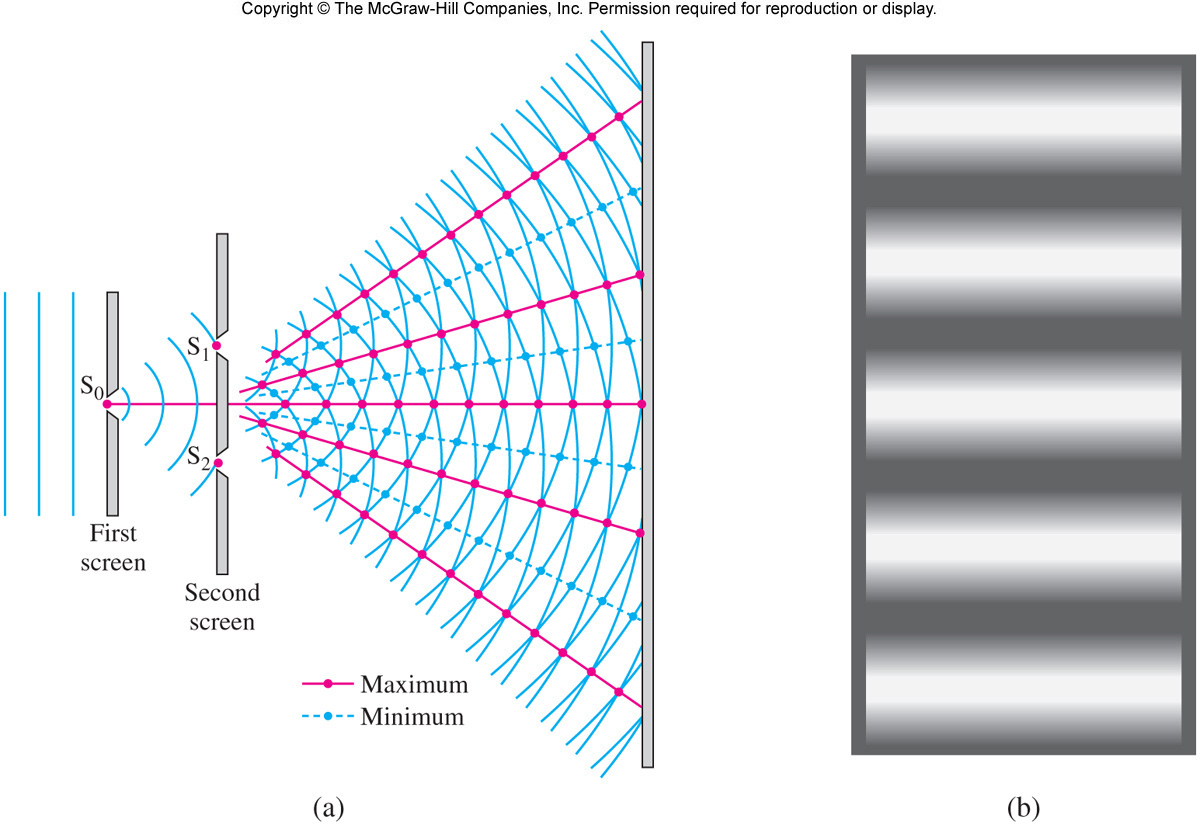 Copyright © The McGraw-Hill Companies, Inc. Permission required for reproduction or display.
S1
S0
S2
First
screen
Second
screen
Maximum
Minimum
(a)
(b)